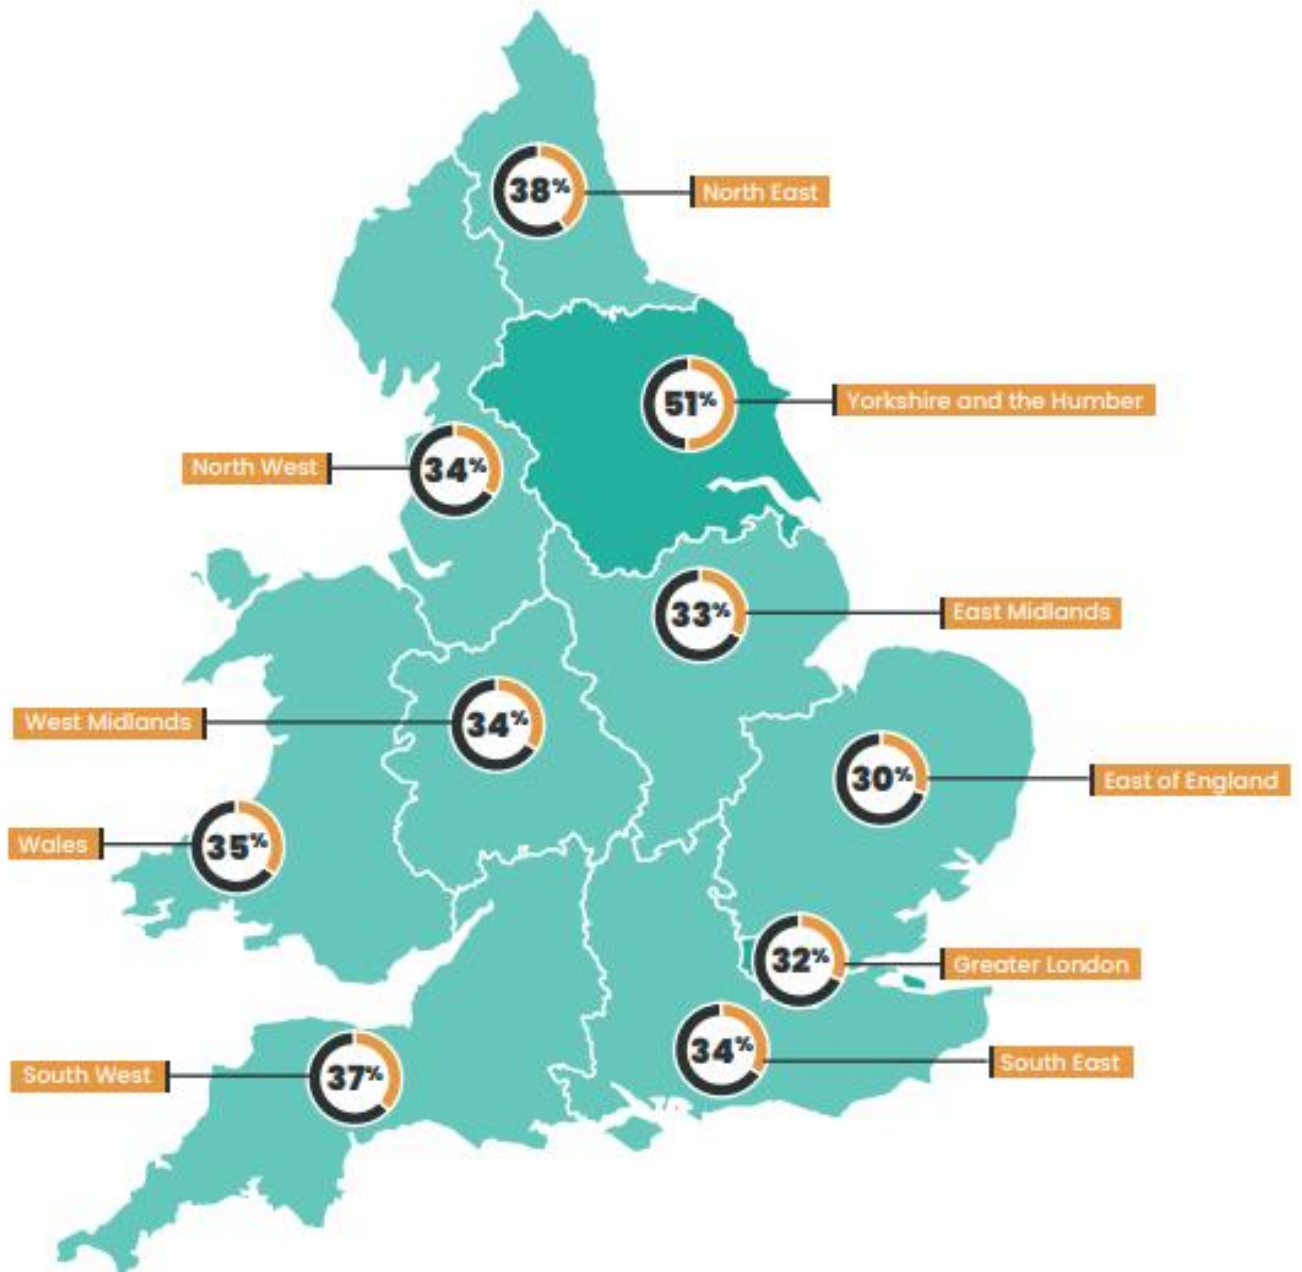 38%
North East
51%
Yorkshire and the Humber
North West
34%
33%
East Midlands
West Midlands
34%
30%
East of England
Wales
35%
32%
Greater London
34%
South East
South West
37%